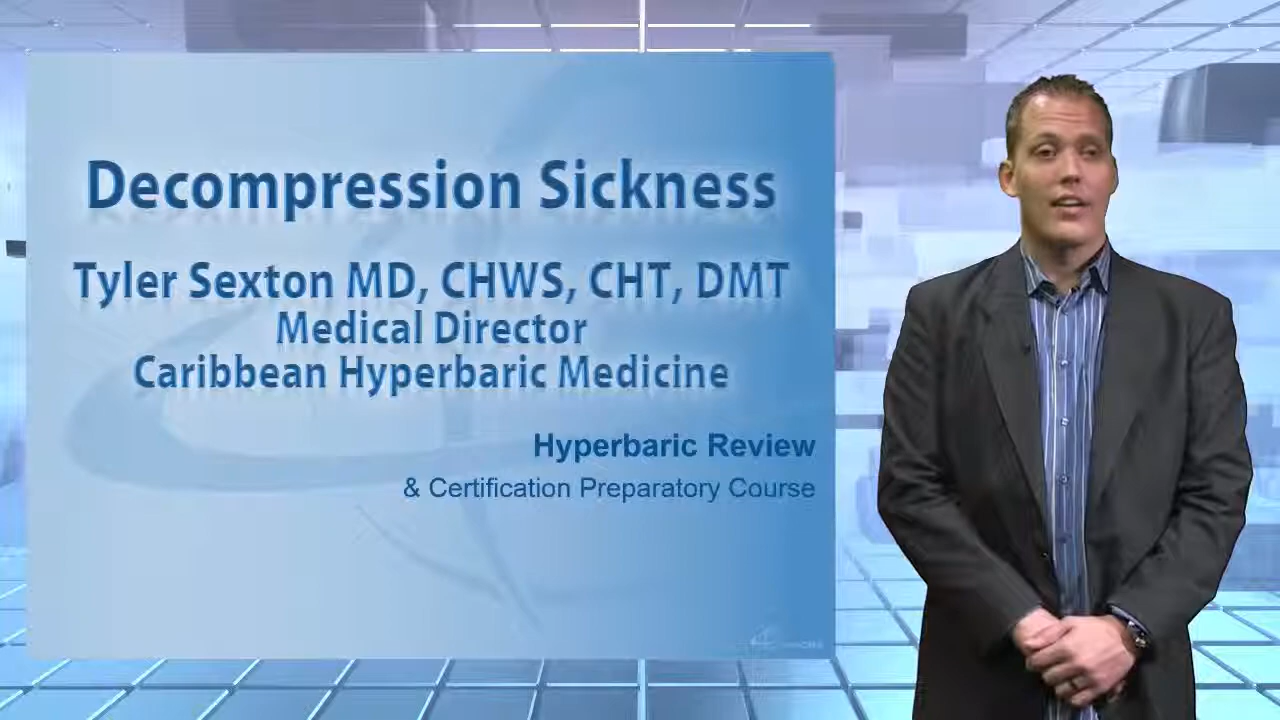 Decompression Sickness
Tyler Sexton MD, CHWS, CHT, DMT
Medical Director
Caribbean Hyperbaric Medicine
Hyperbaric Review
& Certification Preparatory Course